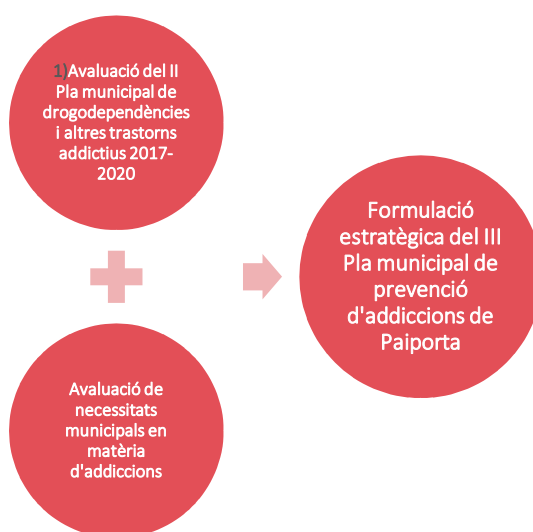 1)Avaluació del II
Pla municipal de
drogodependències
i altres trastorns
addictius 2017-
2020
Avaluació de
necessitats
municipals en
matèria
d'addiccions
Formulació
estratègica del III
Pla municipal de
prevenció
d'addiccions de
Paiporta